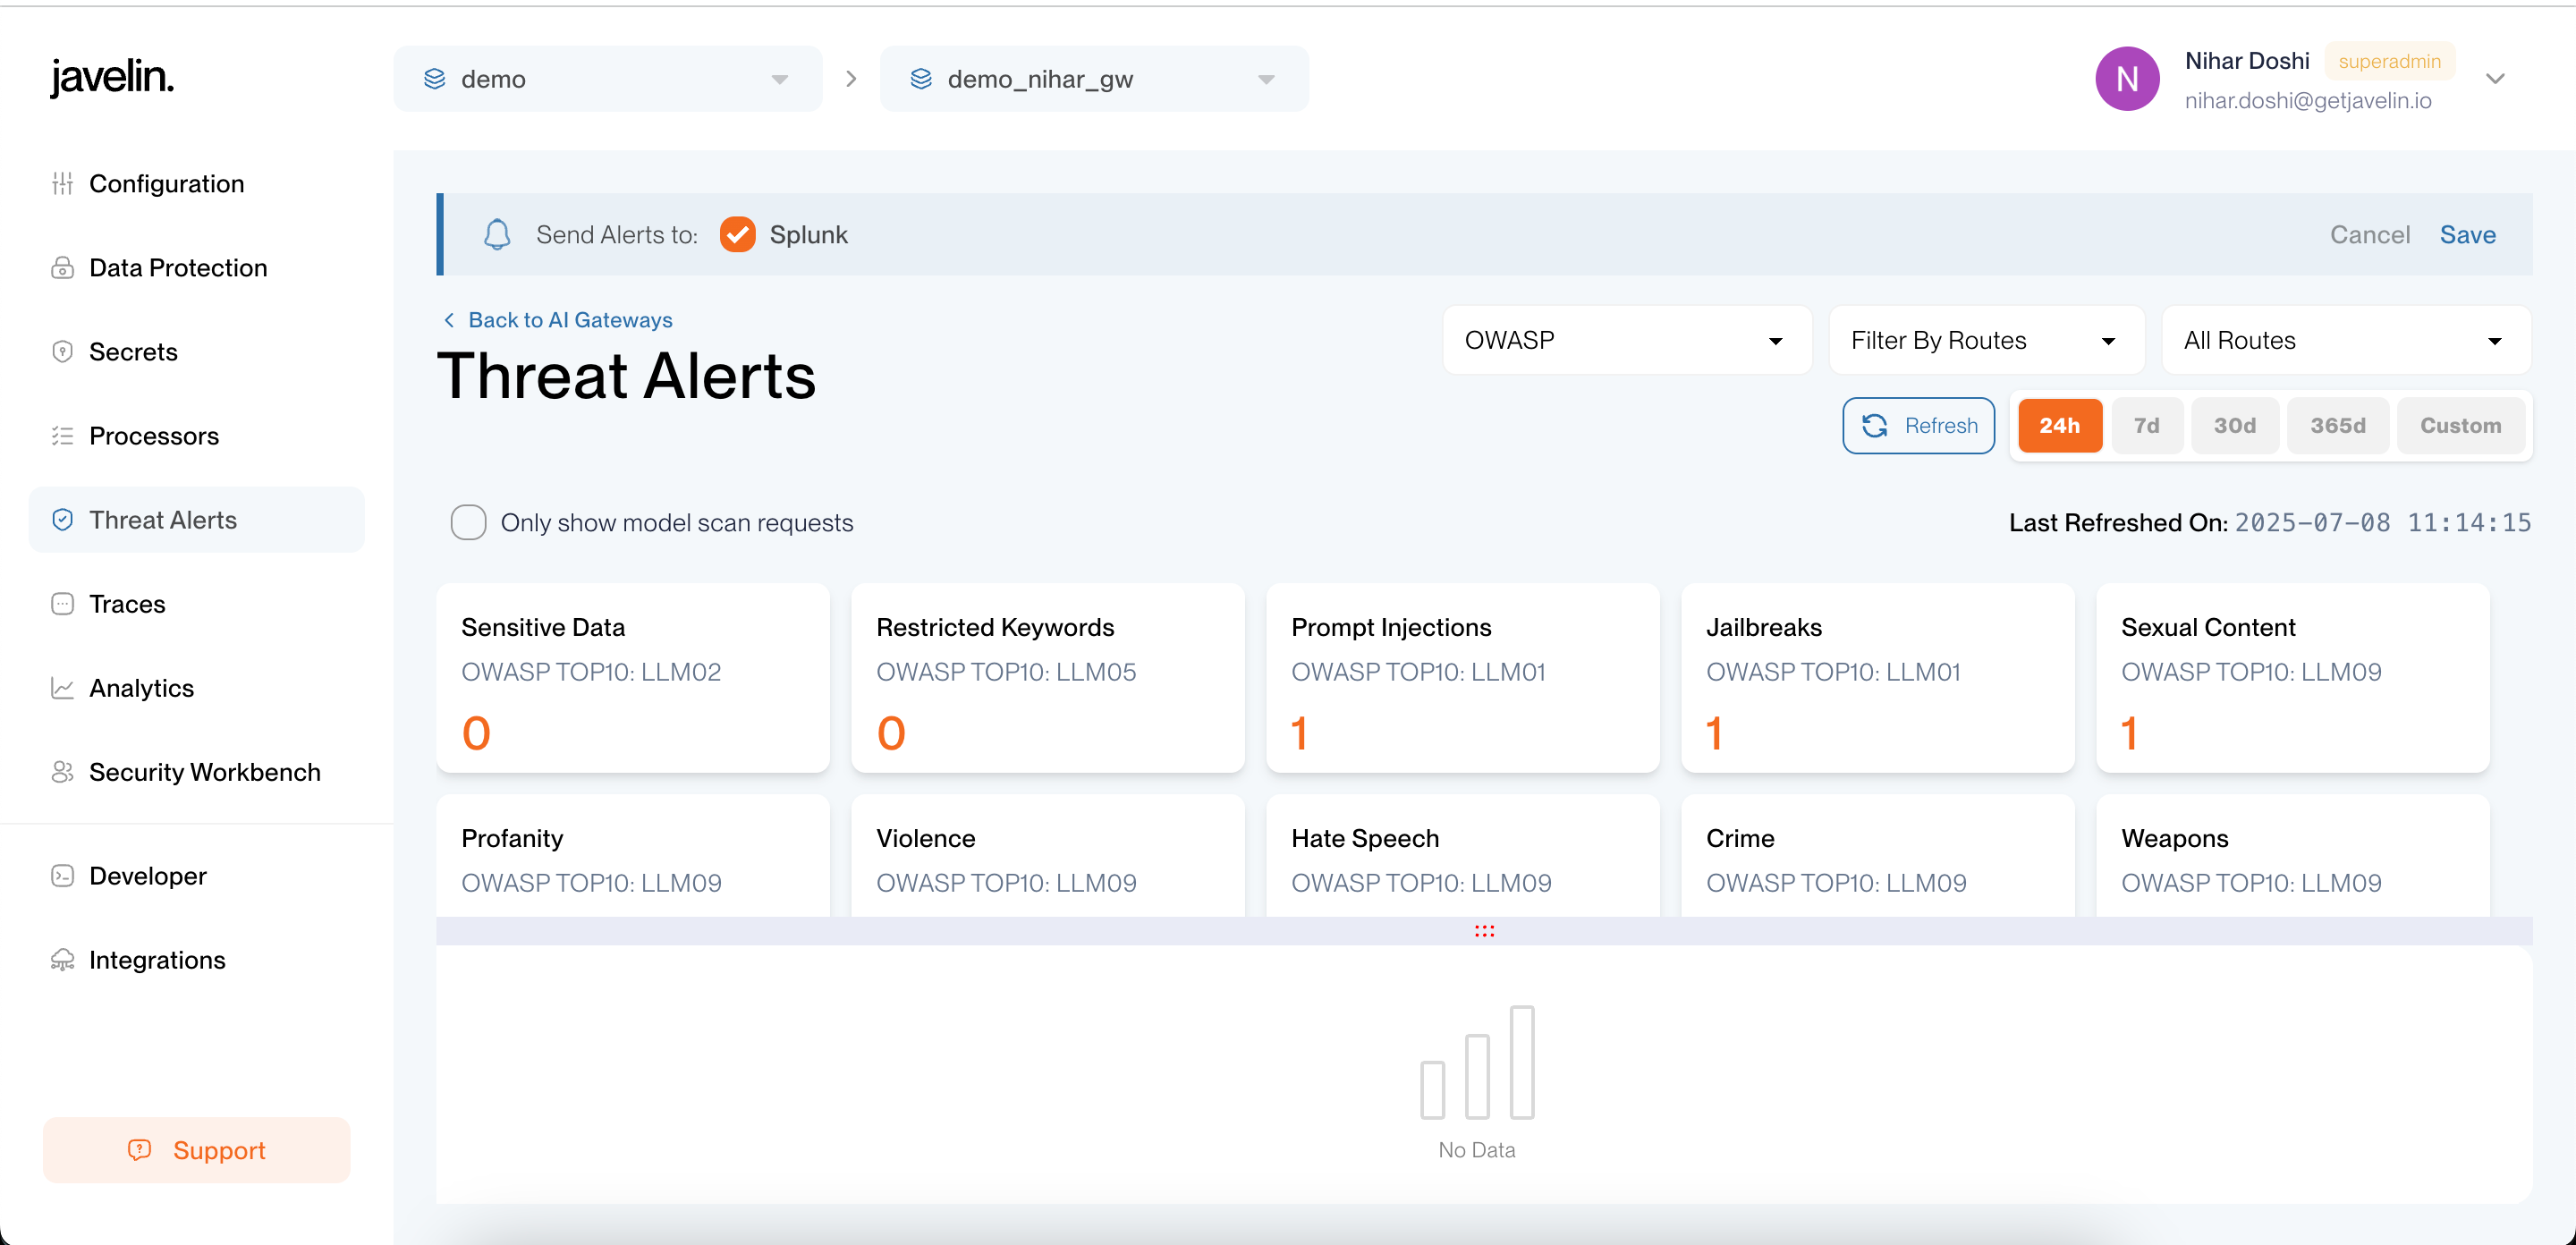 javelin.
demo
demo_nihar_gw
N
Nihar Doshi
superadmin
nihar.doshi@getjavelin.io
Configuration
Data Protection
Secrets
Processors
Threat Alerts
Traces
Analytics
Security Workbench
Developer
Integrations
Support
Send Alerts to: Splunk
Cancel Save
Back to AI Gateways
Threat Alerts
OWASP
Filter By Routes
All Routes
Refresh
24h 7d 30d 365d Custom
Only show model scan requests
Last Refreshed On: 2025-07-08 11:14:15
Sensitive Data
OWASP TOP10: LLM02
0
Restricted Keywords
OWASP TOP10: LLM05
0
Prompt Injections
OWASP TOP10: LLM01
1
Jailbreaks
OWASP TOP10: LLM01
1
Sexual Content
OWASP TOP10: LLM09
1
Profanity
OWASP TOP10: LLM09
Violence
OWASP TOP10: LLM09
Hate Speech
OWASP TOP10: LLM09
Crime
OWASP TOP10: LLM09
Weapons
OWASP TOP10: LLM09
No Data